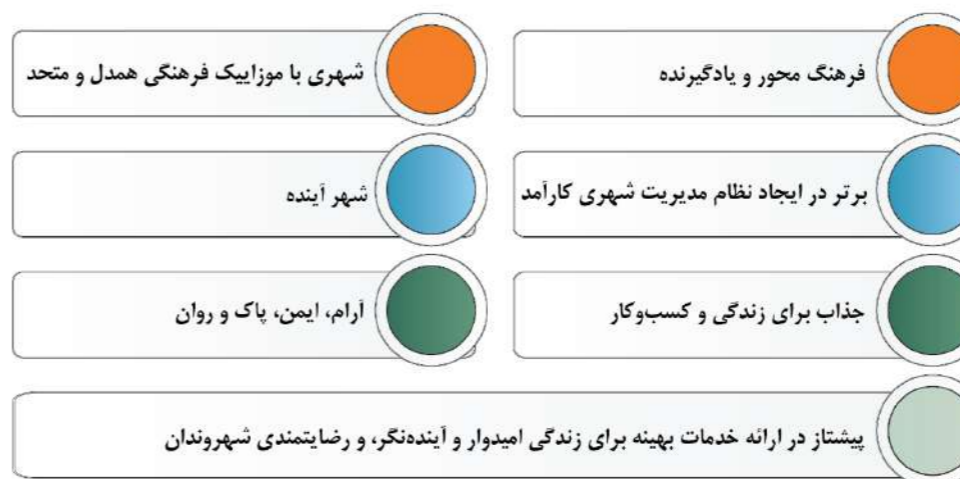 فرهنگ محور و یادگیرنده
شهری با موزاییک فرهنگی همدل و متحد
برتر در ایجاد نظام مدیریت شهری کارآمد
شهر آینده
جذاب برای زندگی و کسب‌وکار
آرام، ایمن، پاک و روان
پیشتاز در ارائه خدمات بهینه برای زندگی امیدوار و آینده‌نگر، و رضایتمندی شهروندان